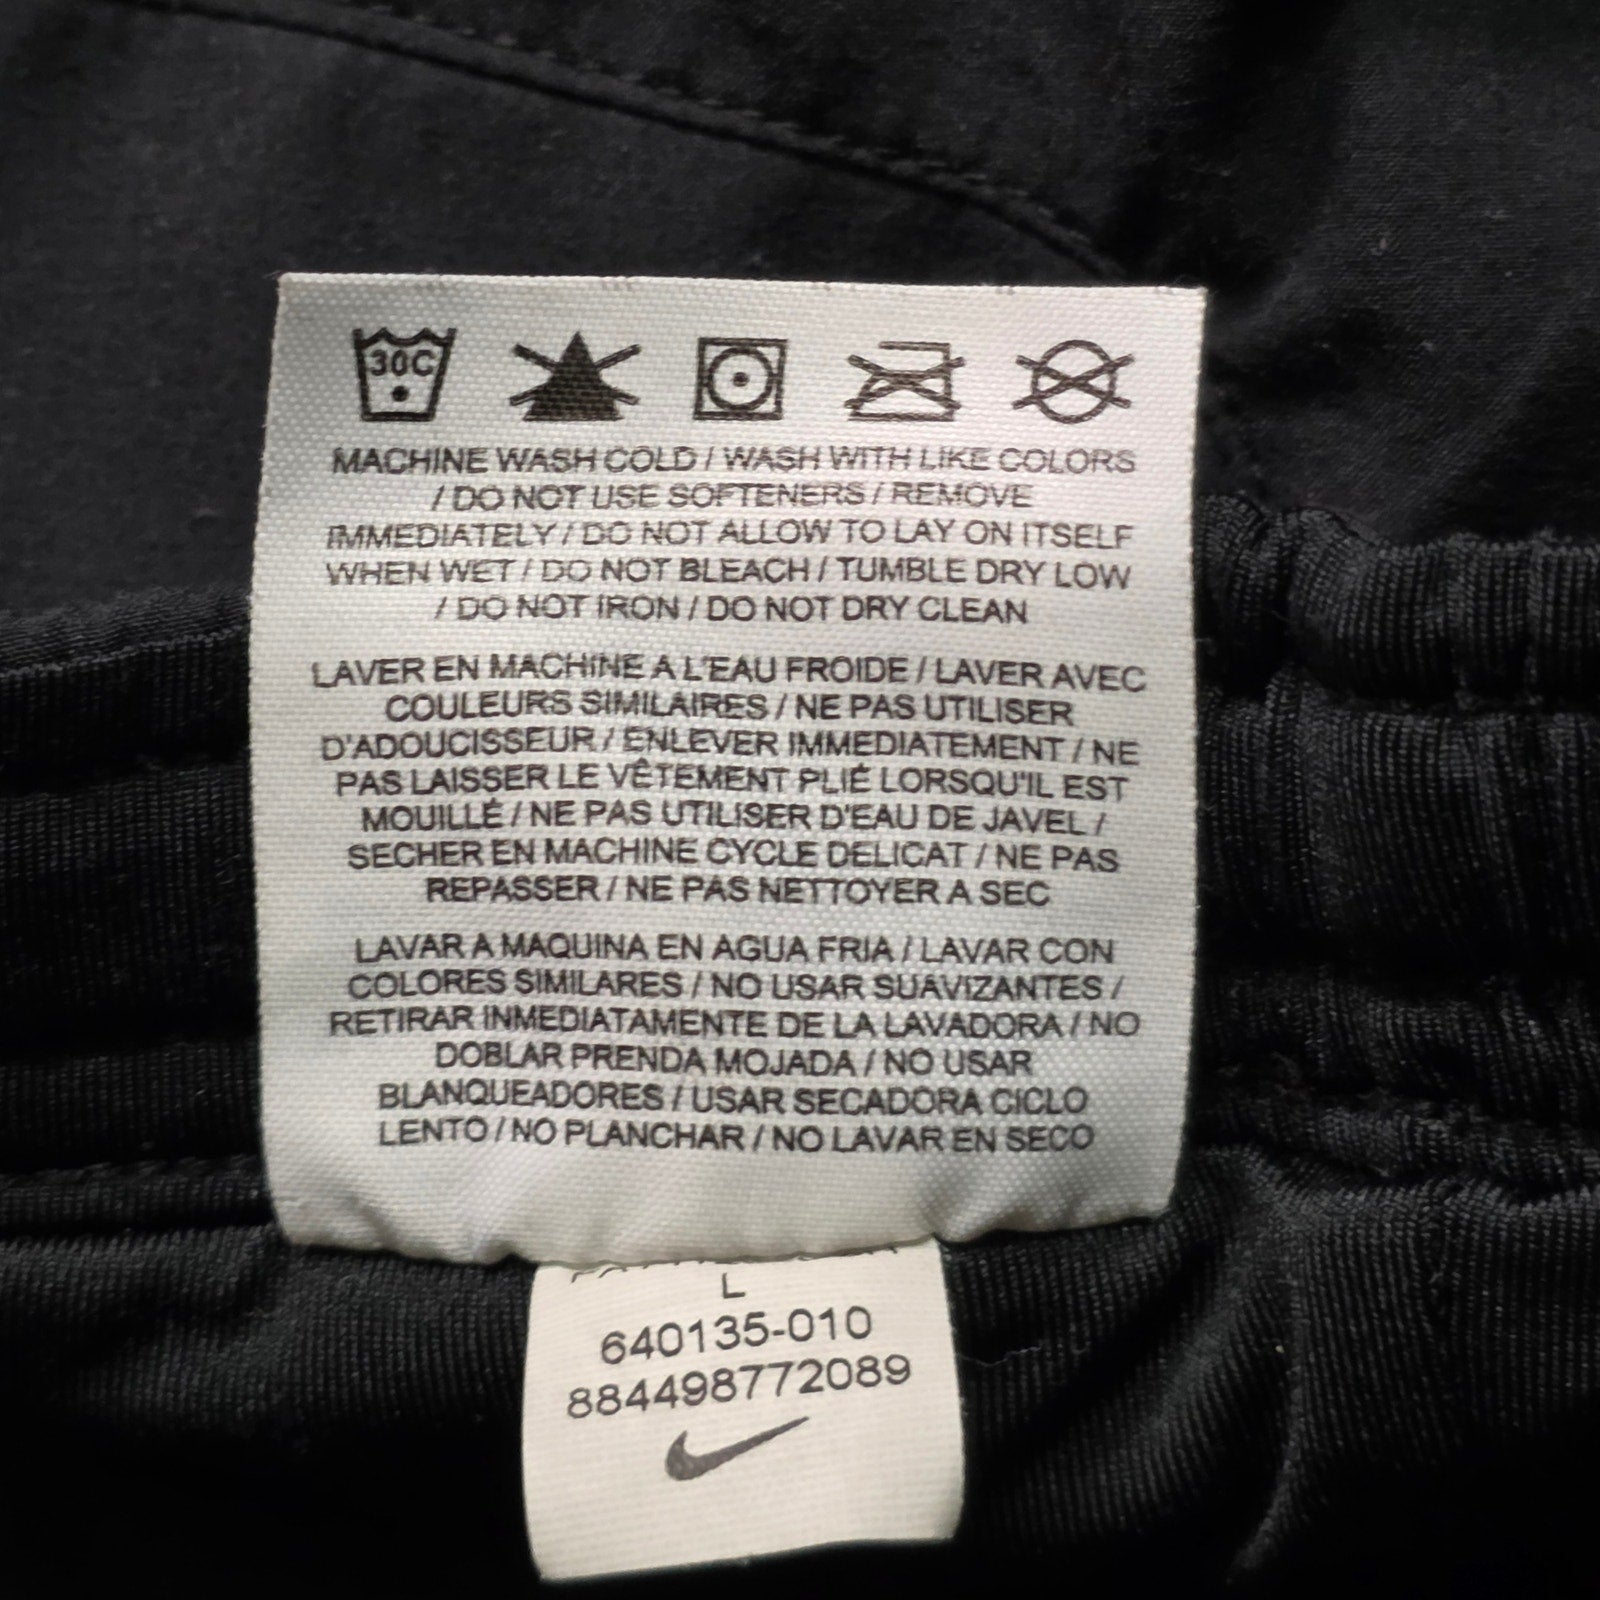 30C
MACHINE WASH COLD / WASH WITH LIKE COLORS
/ DO NOT USE SOFTENERS / REMOVE
IMMEDIATELY / DO NOT ALLOW TO LAY ON ITSELF
WHEN WET / DO NOT BLEACH / TUMBLE DRY LOW
/ DO NOT IRON / DO NOT DRY CLEAN
LAVER EN MACHINE A L'EAU FROIDE / LAVER AVEC
COULEURS SIMILAIRES / NE PAS UTILISER
D'ADOUCISSEUR / ENLEVER IMMEDIATEMENT / NE
PAS LAISSER LE VÊTEMENT PLIÉ LORSQU'IL EST
MOUILLÉ / NE PAS UTILISER D'EAU DE JAVEL /
SECHER EN MACHINE CYCLE DELICAT / NE PAS
REPASSER / NE PAS NETTOYER A SEC
LAVAR A MAQUINA EN AGUA FRIA / LAVAR CON
COLORES SIMILARES / NO USAR SUAVIZANTES /
RETIRAR INMEDIATAMENTE DE LA LAVADORA / NO
DOBLAR PRENDA MOJADA / NO USAR
BLANQUEADORES / USAR SECADORA CICLO
LENTO / NO PLANCHAR / NO LAVAR EN SECO
L
640135-010
884498772089